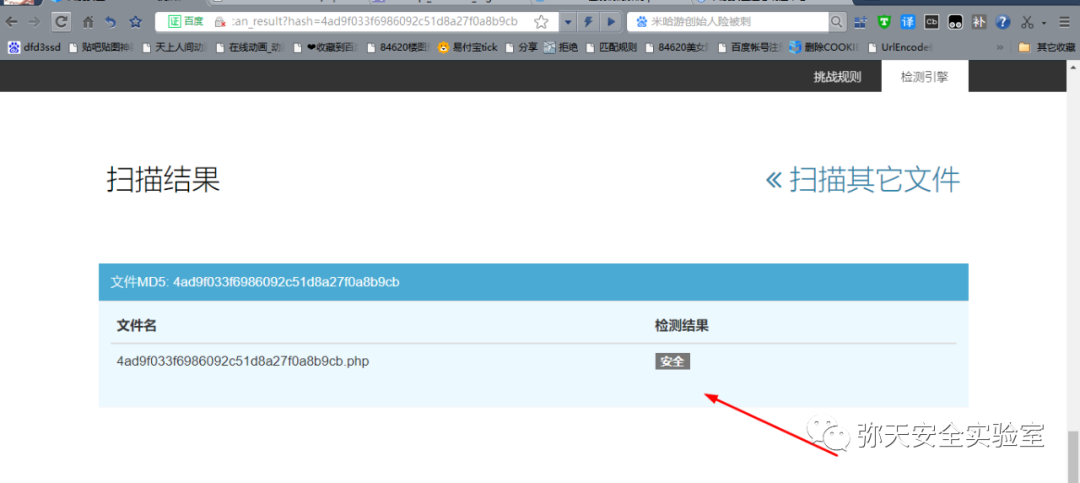 百度 :an_result?hash=4ad9f033f6986092c51d8a27f0a8b9cb 米哈游创始人险被刺
dfd3ssd 贴吧贴图神 天上人间动 在线动画_动 ❤收藏到百 84620楼图 易付宝tick 分享 拒绝 匹配规则 84620美女 百度帐号注 删除COOKI UrlEncode » 其它收藏
挑战规则 检测引擎
扫描结果 « 扫描其它文件
文件MD5: 4ad9f033f6986092c51d8a27f0a8b9cb
文件名 检测结果
4ad9f033f6986092c51d8a27f0a8b9cb.php 安全
弥天安全实验室